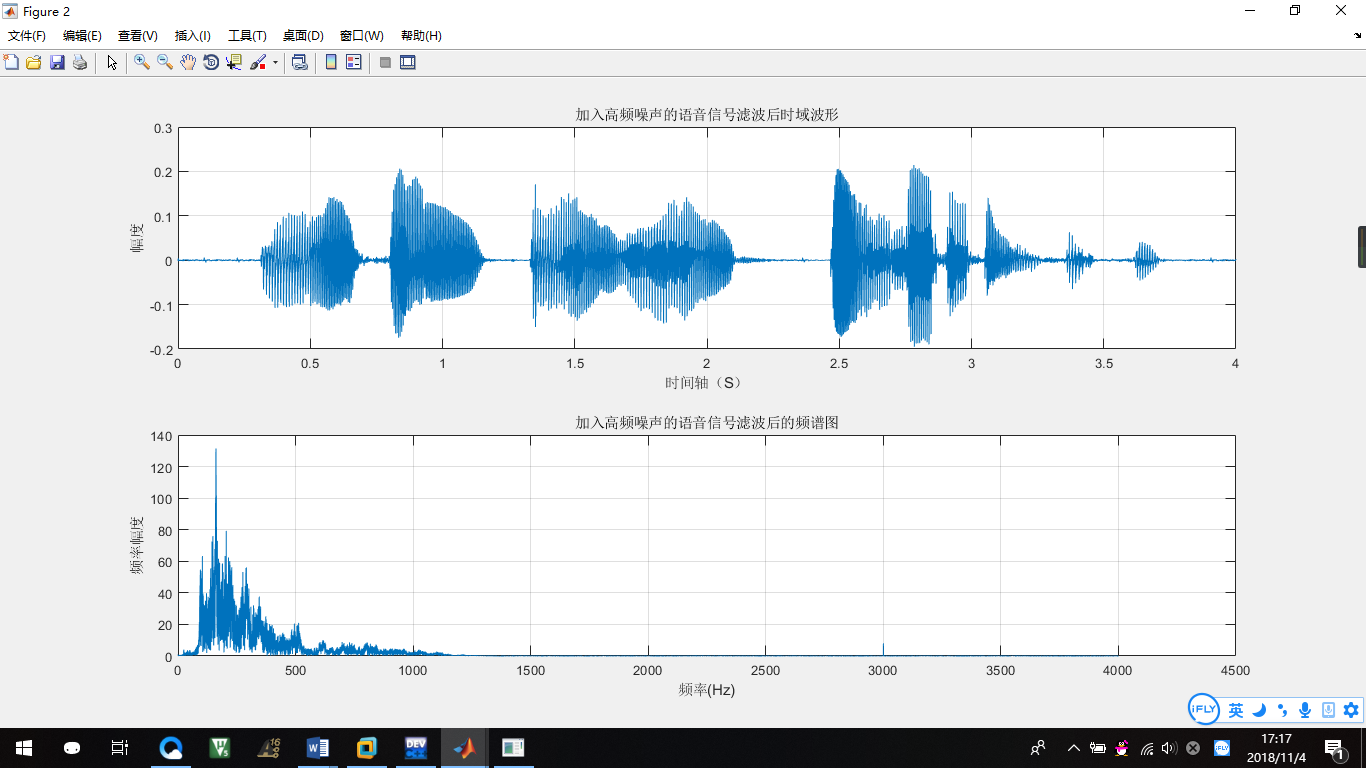 Figure 2
文件(F) 编辑(E) 查看(V) 插入(I) 工具(T) 桌面(D) 窗口(W) 帮助(H)
加入高频噪声的语音信号滤波后时域波形
0.3
0.2
0.1
0
-0.1
-0.2
幅度
0 0.5 1 1.5 2 2.5 3 3.5 4
时间轴（S）
加入高频噪声的语音信号滤波后的频谱图
140
120
100
80
60
40
20
0
频率幅度
0 500 1000 1500 2000 2500 3000 3500 4000 4500
频率(Hz)
iFLY 英
V5
16
W
DEV
iFLY
17:17
2018/11/4
1